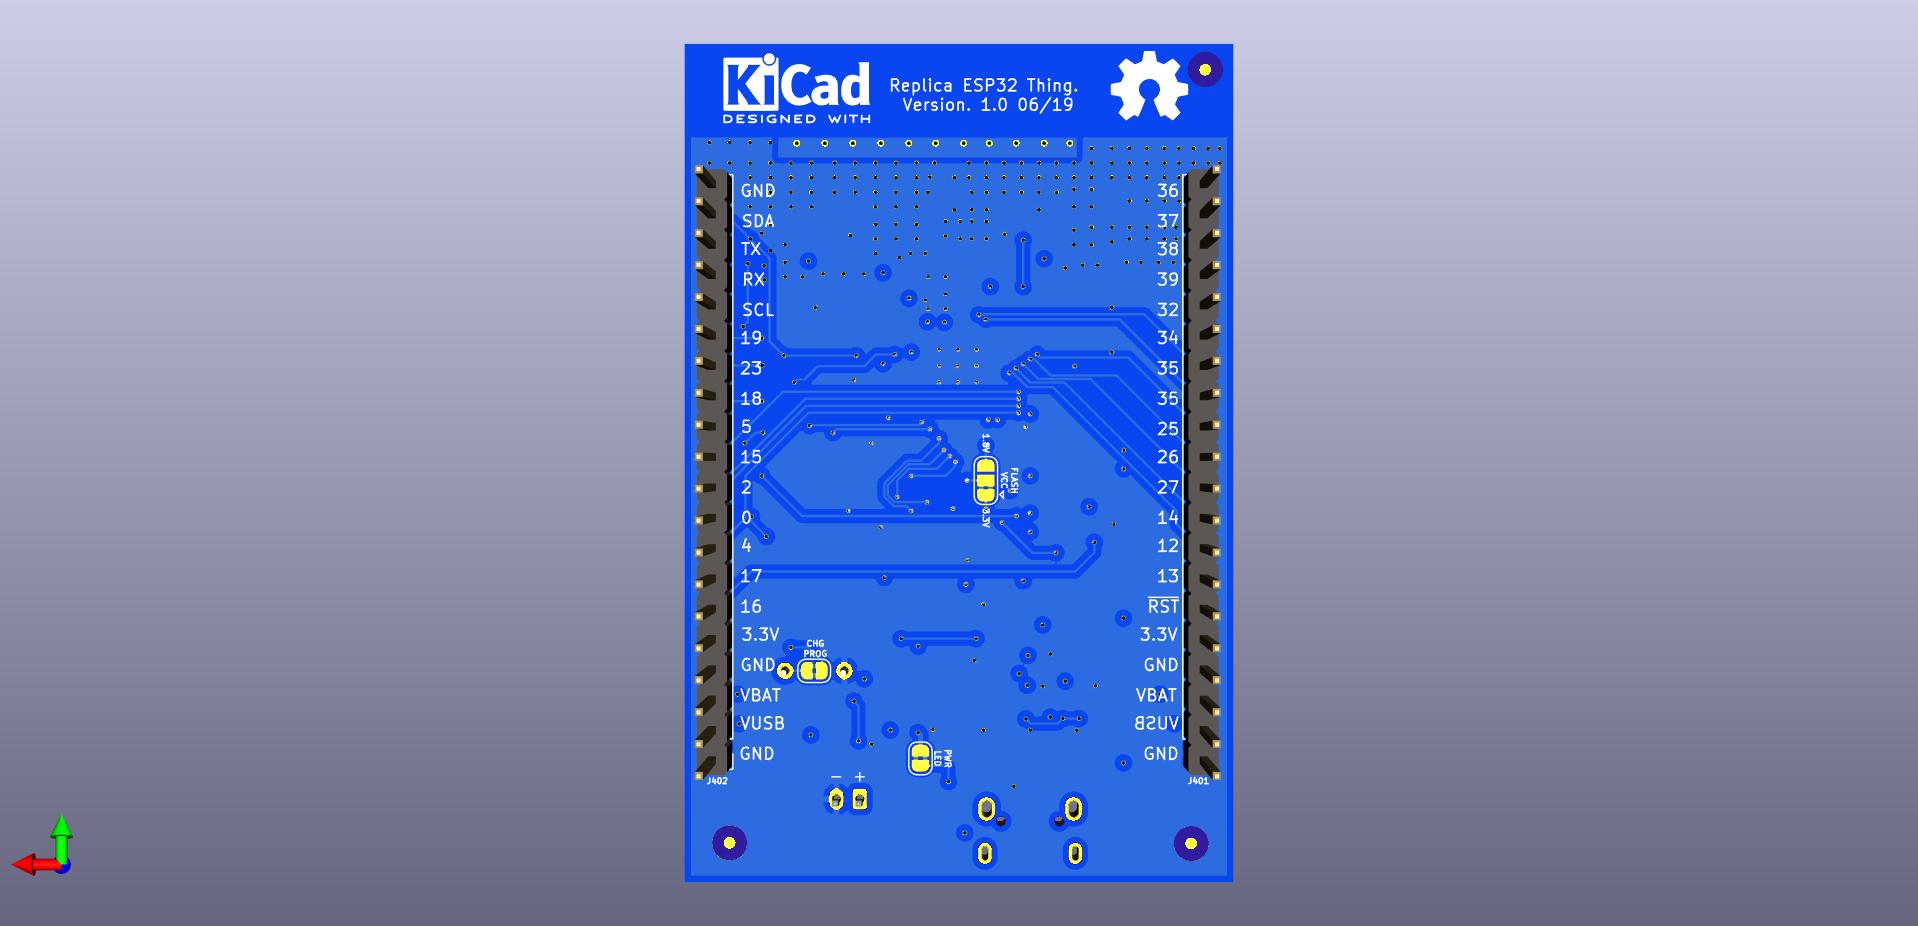 KiCad
DESIGNED WITH
Replica ESP32 Thing.
Version. 1.0 06/19
GND
SDA
TX
RX
SCL
19
23
18
5
15
2
0
4
17
16
3.3V
GND
VBAT
VUSB
GND
J402
36
37
38
39
32
34
35
35
25
26
27
14
12
13
RST
3.3V
GND
VBAT
VUSB
GND
J401
1.8V
FLASH
VCC
3.3V
CHG
PROG
PWR
LED
− +